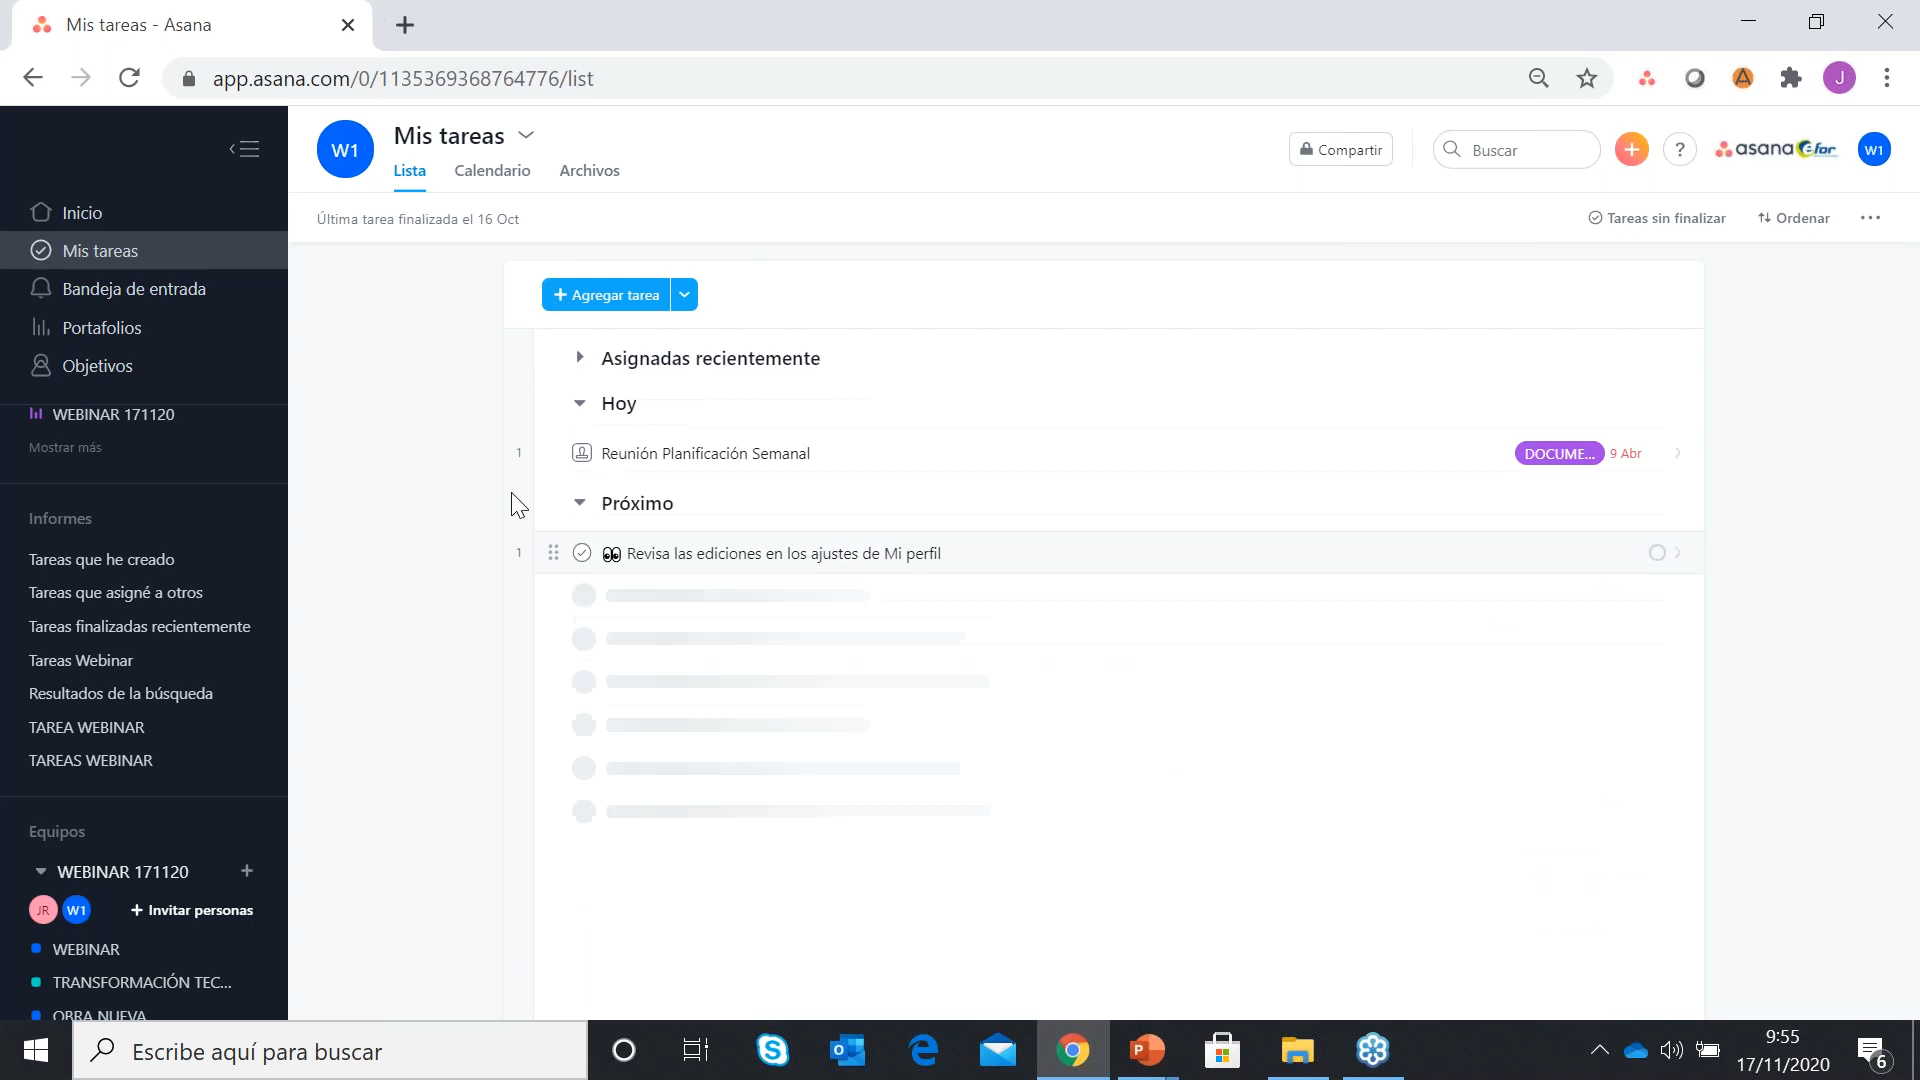 Mis tareas - Asana
app.asana.com/0/1135369368764776/list
J
W1
Mis tareas
Lista
Calendario
Archivos
Compartir
Buscar
?
asana efor
W1
Última tarea finalizada el 16 Oct
Tareas sin finalizar
Ordenar
Inicio
Mis tareas
Bandeja de entrada
Portafolios
Objetivos
WEBINAR 171120
Mostrar más
Informes
Tareas que he creado
Tareas que asigné a otros
Tareas finalizadas recientemente
Tareas Webinar
Resultados de la búsqueda
TAREA WEBINAR
TAREAS WEBINAR
Equipos
WEBINAR 171120
JR
W1
+ Invitar personas
WEBINAR
TRANSFORMACIÓN TEC...
OBRA NUEVA
+ Agregar tarea
Asignadas recientemente
Hoy
1
Reunión Planificación Semanal
DOCUME...
9 Abr
Próximo
1
👀 Revisa las ediciones en los ajustes de Mi perfil
Escribe aquí para buscar
9:55
17/11/2020
6